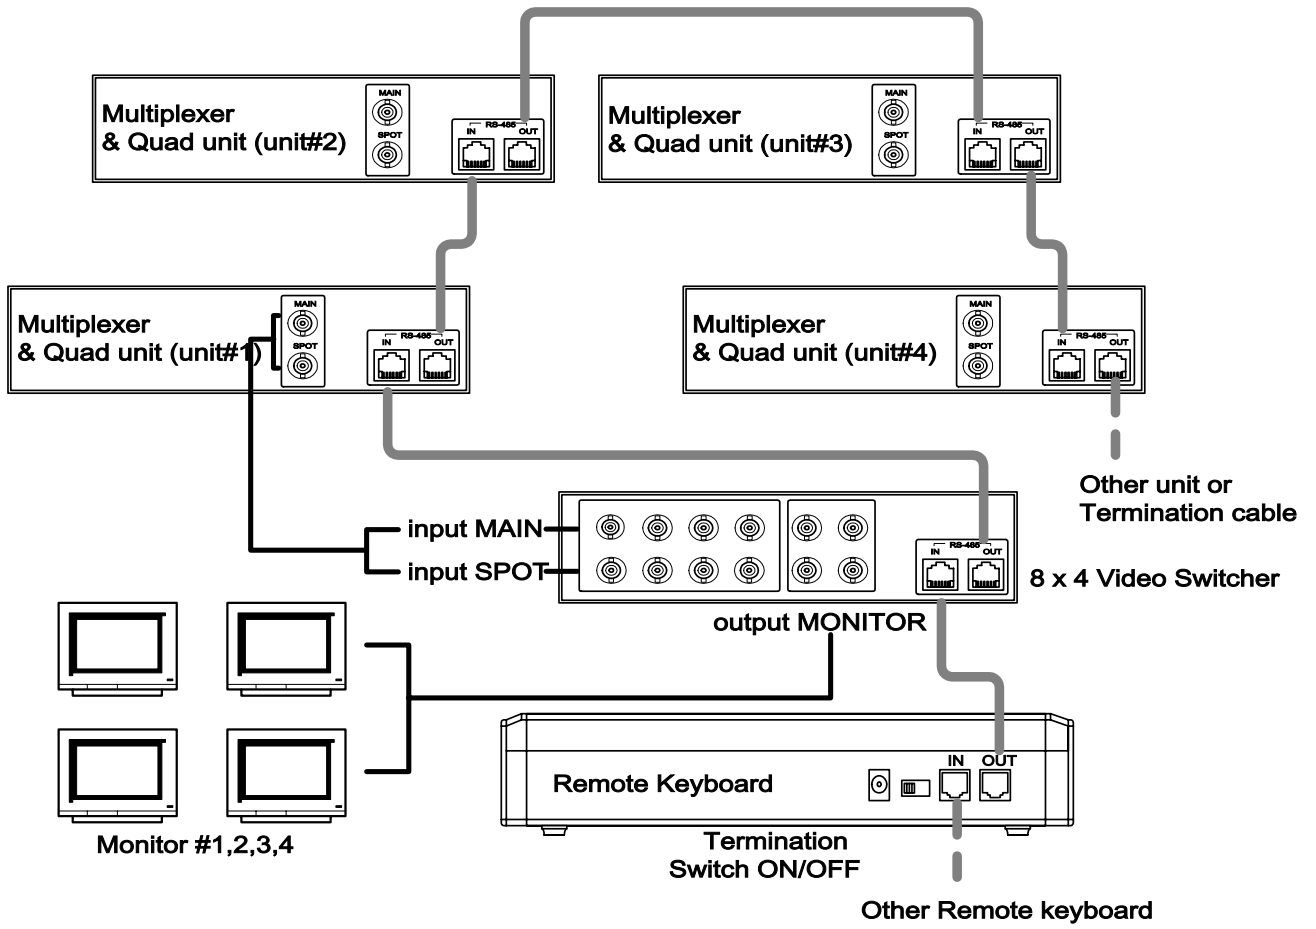 Multiplexer
& Quad unit (unit#2)
MAIN
SPOT
RS-485
IN
OUT
Multiplexer
& Quad unit (unit#3)
MAIN
SPOT
RS-485
IN
OUT
Multiplexer
& Quad unit (unit#1)
MAIN
SPOT
RS-485
IN
OUT
Multiplexer
& Quad unit (unit#4)
MAIN
SPOT
RS-485
IN
OUT
Other unit or
Termination cable
input MAIN
input SPOT
RS-485
IN
OUT
8 x 4 Video Switcher
output MONITOR
Monitor #1,2,3,4
Remote Keyboard
IN
OUT
Termination
Switch ON/OFF
Other Remote keyboard